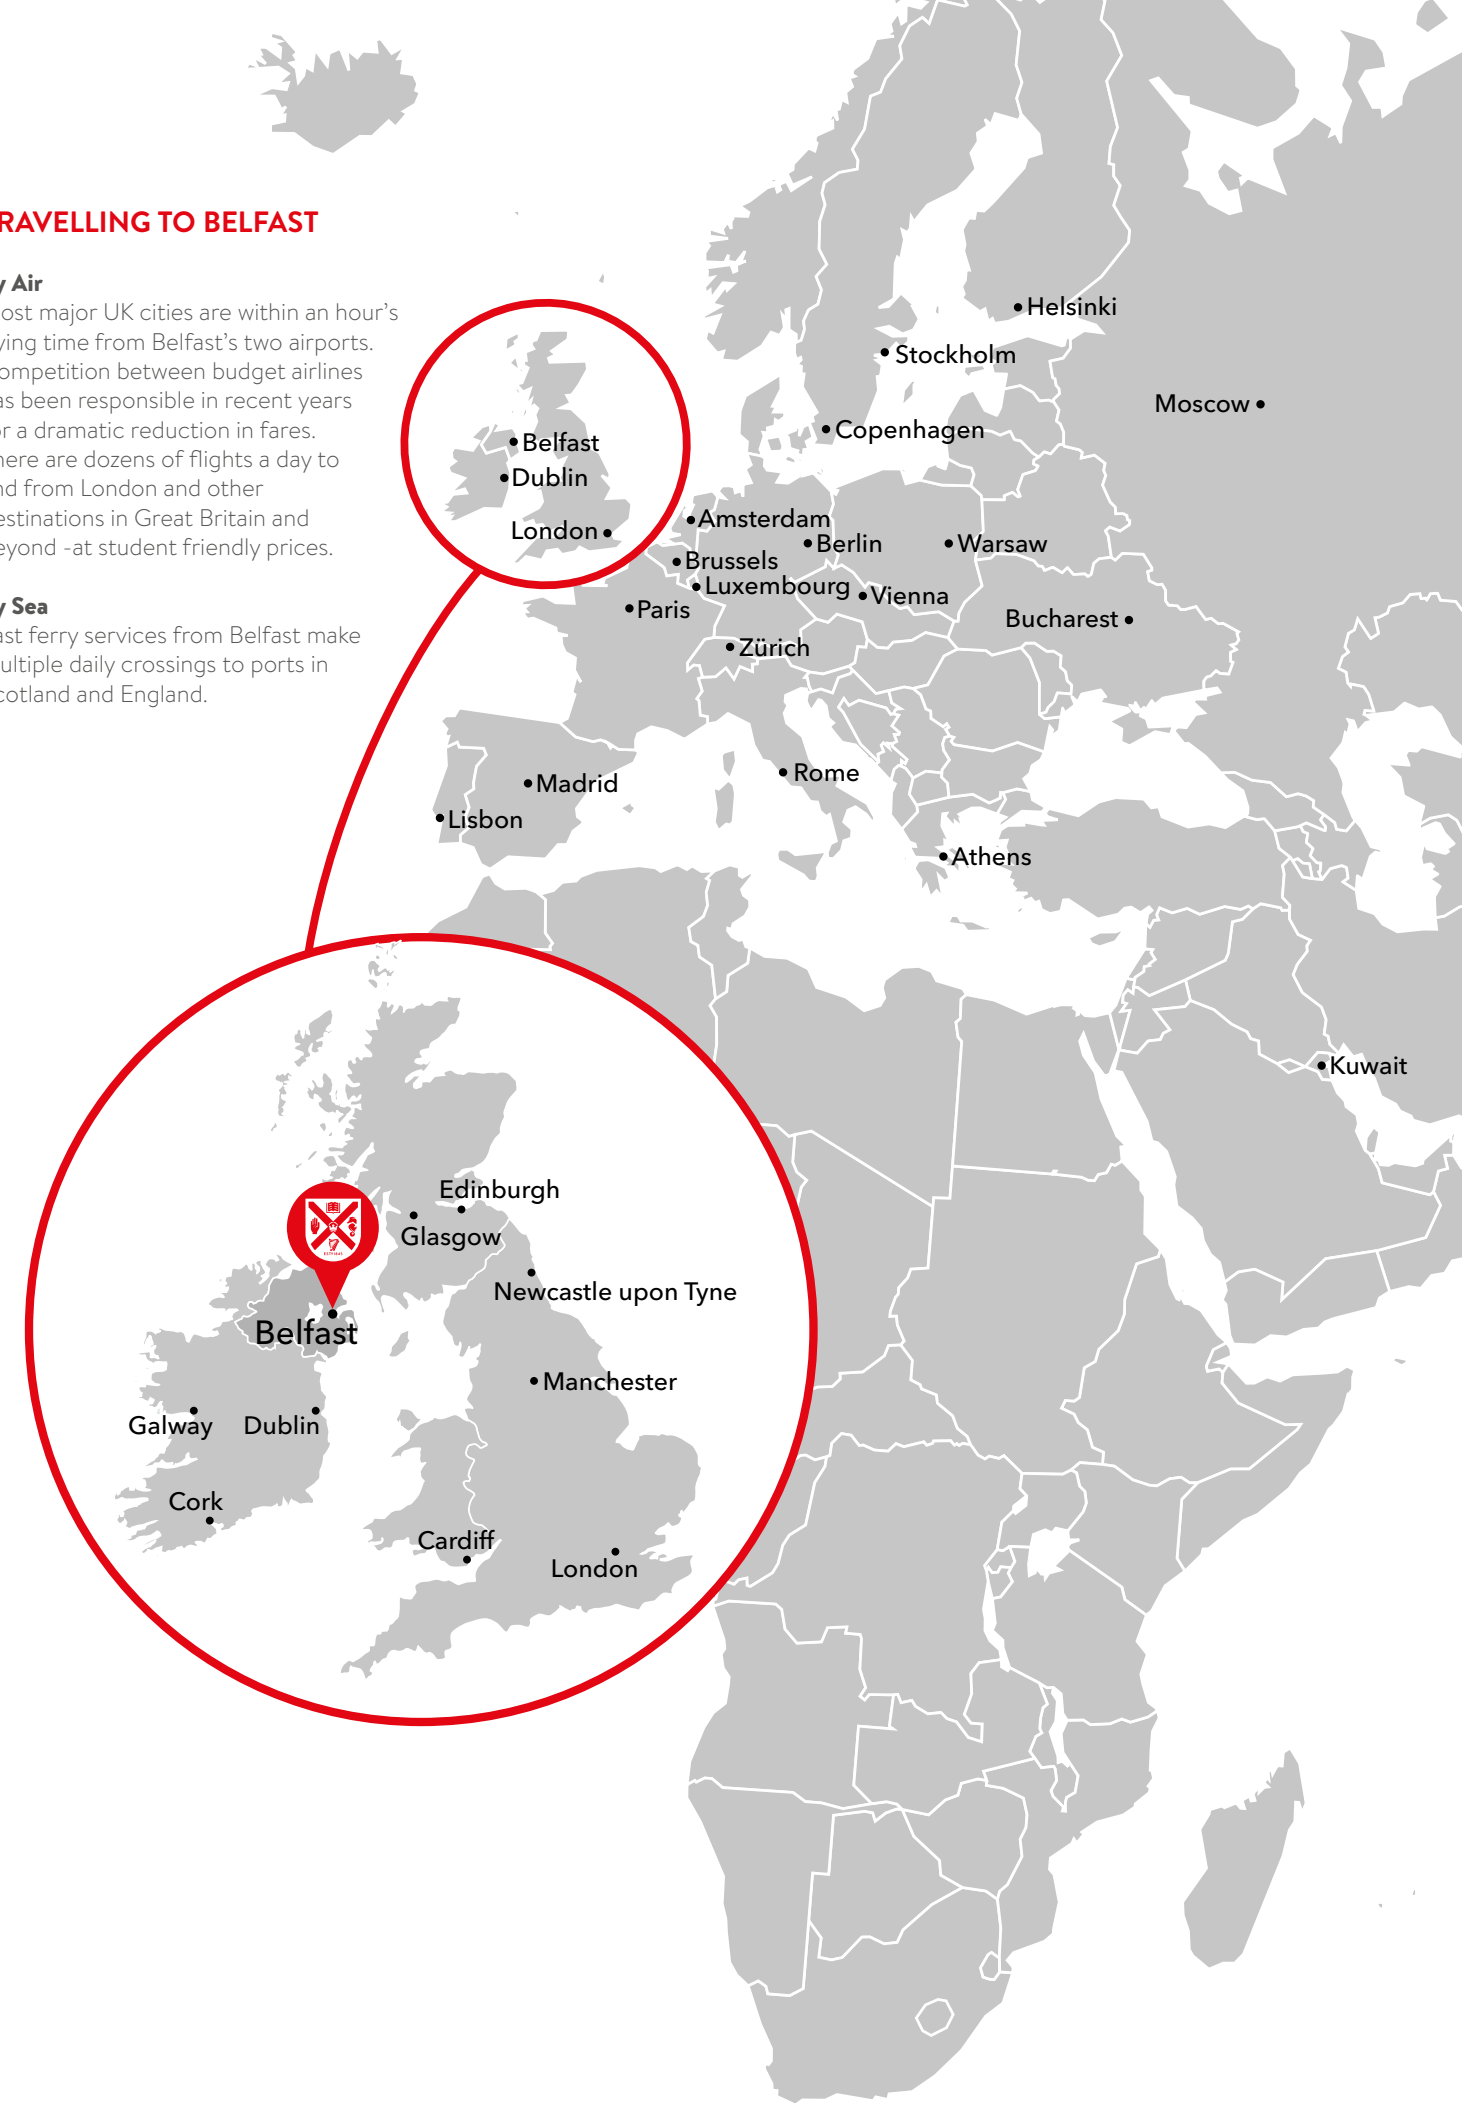 RAVELLING TO BELFAST
y Air
ost major UK cities are within an hour's
ying time from Belfast's two airports.
ompetition between budget airlines
as been responsible in recent years
or a dramatic reduction in fares.
here are dozens of flights a day to
nd from London and other
estinations in Great Britain and
eyond -at student friendly prices.
y Sea
ast ferry services from Belfast make
ultiple daily crossings to ports in
cotland and England.
Helsinki
Stockholm
Moscow
Copenhagen
Belfast
Dublin
London
Amsterdam
Berlin
Warsaw
Brussels
Luxembourg
Vienna
Paris
Bucharest
Zürich
Rome
Madrid
Lisbon
Athens
Kuwait
Edinburgh
Glasgow
Newcastle upon Tyne
Belfast
Manchester
Galway
Dublin
Cork
Cardiff
London